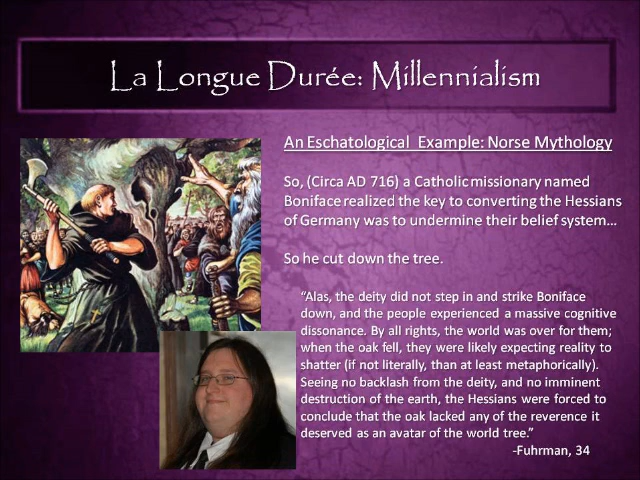 La Longue Durée: Millennialism
An Eschatological Example: Norse Mythology
So, (Circa AD 716) a Catholic missionary named
Boniface realized the key to converting the Hessians
of Germany was to undermine their belief system…
So he cut down the tree.
“Alas, the deity did not step in and strike Boniface
down, and the people experienced a massive cognitive
dissonance. By all rights, the world was over for them;
when the oak fell, they were likely expecting reality to
shatter (if not literally, than at least metaphorically).
Seeing no backlash from the deity, and no imminent
destruction of the earth, the Hessians were forced to
conclude that the oak lacked any of the reverence it
deserved as an avatar of the world tree.”
-Fuhrman, 34